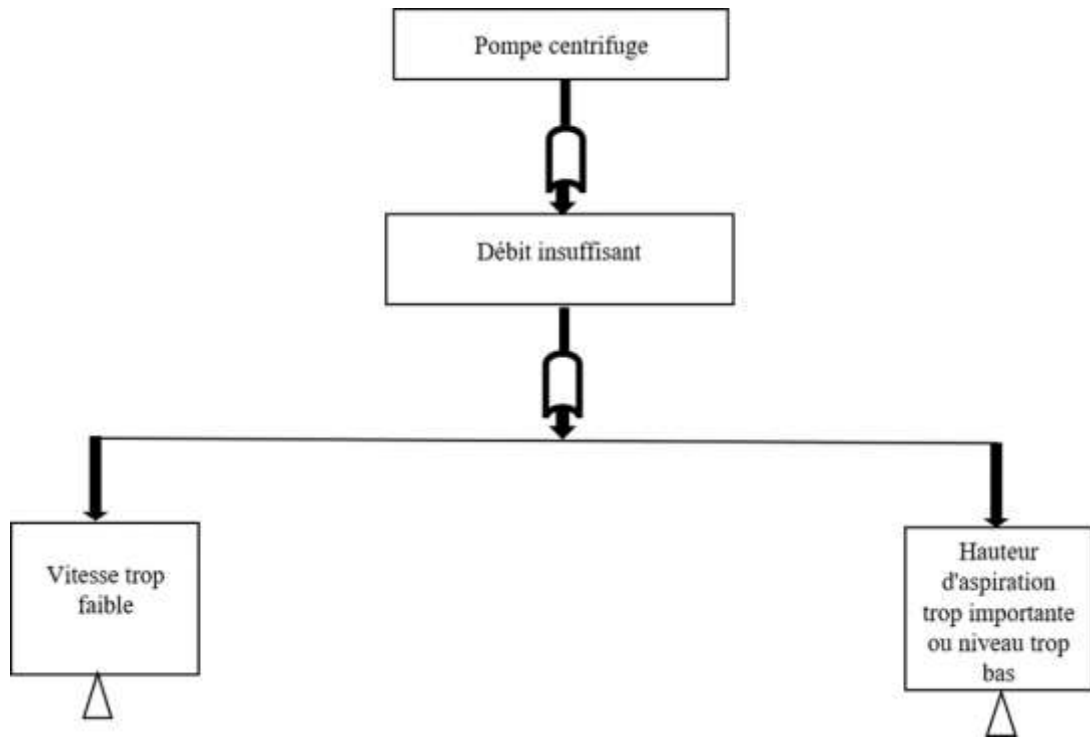 Pompe centrifuge
Débit insuffisant
Vitesse trop
faible
Hauteur
d'aspiration
trop importante
ou niveau trop
bas